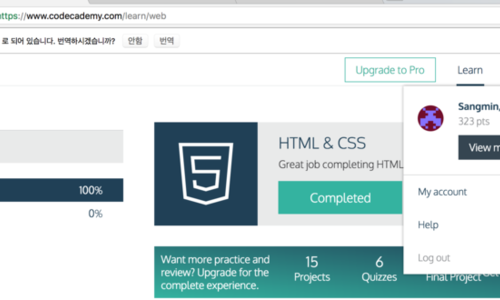 https://www.codecademy.com/learn/web
로 되어 있습니다. 번역하시겠습니까? 안함 번역
Upgrade to Pro Learn
Sangmin,
323 pts
View m
HTML & CSS
Great job completing HTML
Completed
100%
0%
My account
Help
Log out
Want more practice and
review? Upgrade for the
complete experience.
15
Projects
6
Quizzes
Final Project